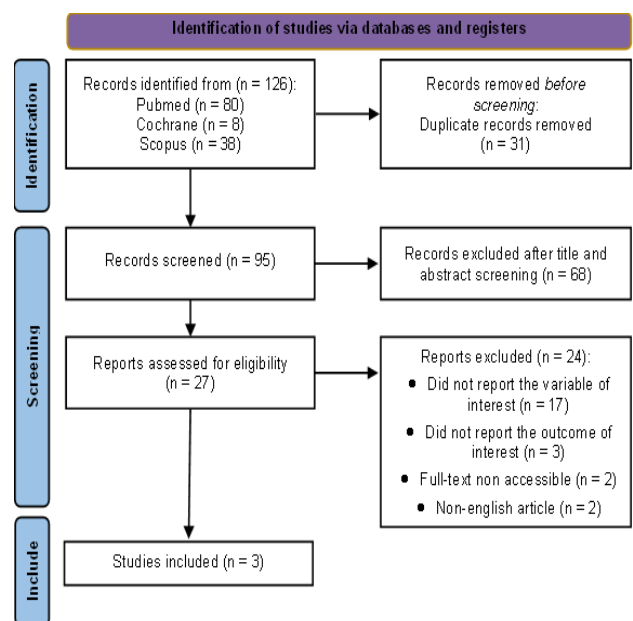 Identification of studies via databases and registers
Identification
Records identified from (n = 126):
Pubmed (n = 80)
Cochrane (n = 8)
Scopus (n = 38)
Records removed before
screening:
Duplicate records removed
(n = 31)
Screening
Records screened (n = 95)
Records excluded after title and
abstract screening (n = 68)
Reports assessed for eligibility
(n = 27)
Reports excluded (n = 24):
● Did not report the variable of
interest (n = 17)
● Did not report the outcome of
interest (n = 3)
● Full-text non accessible (n = 2)
● Non-english article (n = 2)
Include
Studies included (n = 3)